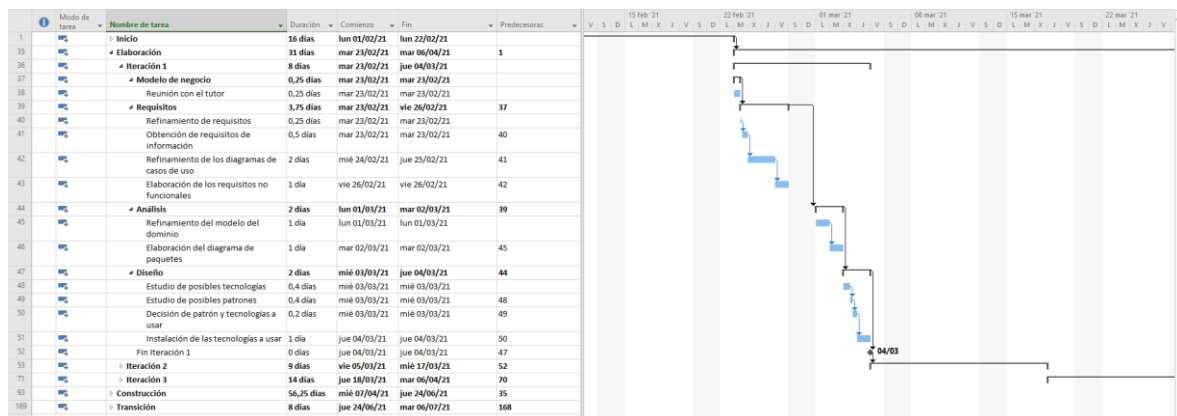 15 feb '21 22 feb '21 01 mar '21 08 mar '21 15 mar '21 22 mar '21
Modo de tarea Nombre de tarea Duración Comienzo Fin Predecesoras V S D L M X J V S D L M X J V S D L M X J V S D L M X J V S D L M X J V S D L M X J V
1 Inicio 16 días lun 01/02/21 lun 22/02/21
35 Elaboración 31 días mar 23/02/21 mar 06/04/21 1
36 Iteración 1 8 días mar 23/02/21 jue 04/03/21
37 Modelo de negocio 0,25 días mar 23/02/21 mar 23/02/21
38 Reunión con el tutor 0,25 días mar 23/02/21 mar 23/02/21
39 Requisitos 3,75 días mar 23/02/21 vie 26/02/21 37
40 Refinamiento de requisitos 0,25 días mar 23/02/21 mar 23/02/21
41 Obtención de requisitos de 0,5 días mar 23/02/21 mar 23/02/21 40
información
42 Refinamiento de los diagramas de 2 días mié 24/02/21 jue 25/02/21 41
casos de uso
43 Elaboración de los requisitos no 1 día vie 26/02/21 vie 26/02/21 42
funcionales
44 Análisis 2 días lun 01/03/21 mar 02/03/21 39
45 Refinamiento del modelo del 1 día lun 01/03/21 lun 01/03/21
dominio
46 Elaboración del diagrama de 1 día mar 02/03/21 mar 02/03/21 45
paquetes
47 Diseño 2 días mié 03/03/21 jue 04/03/21 44
48 Estudio de posibles tecnologías 0,4 días mié 03/03/21 mié 03/03/21
49 Estudio de posibles patrones 0,4 días mié 03/03/21 mié 03/03/21 48
50 Decisión de patrón y tecnologías a 0,2 días mié 03/03/21 mié 03/03/21 49
usar
51 Instalación de las tecnologías a usar 1 día jue 04/03/21 jue 04/03/21 50
52 Fin Iteración 1 0 días jue 04/03/21 jue 04/03/21 47 04/03
53 Iteración 2 9 días vie 05/03/21 mié 17/03/21 52
71 Iteración 3 14 días jue 18/03/21 mar 06/04/21 70
93 Construcción 56,25 días mié 07/04/21 jue 24/06/21 35
169 Transición 8 días jue 24/06/21 mar 06/07/21 168